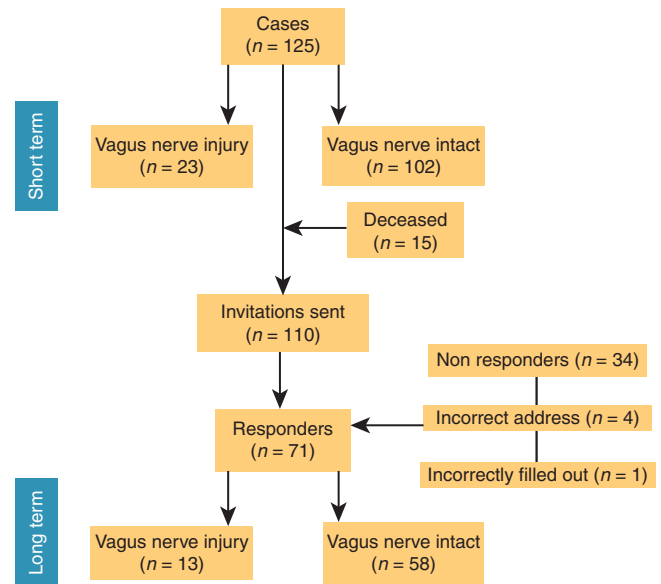 Cases
(n = 125)
Short term
Vagus nerve injury
(n = 23)
Vagus nerve intact
(n = 102)
Deceased
(n = 15)
Invitations sent
(n = 110)
Non responders (n = 34)
Incorrect address (n = 4)
Incorrectly filled out (n = 1)
Responders
(n = 71)
Long term
Vagus nerve injury
(n = 13)
Vagus nerve intact
(n = 58)